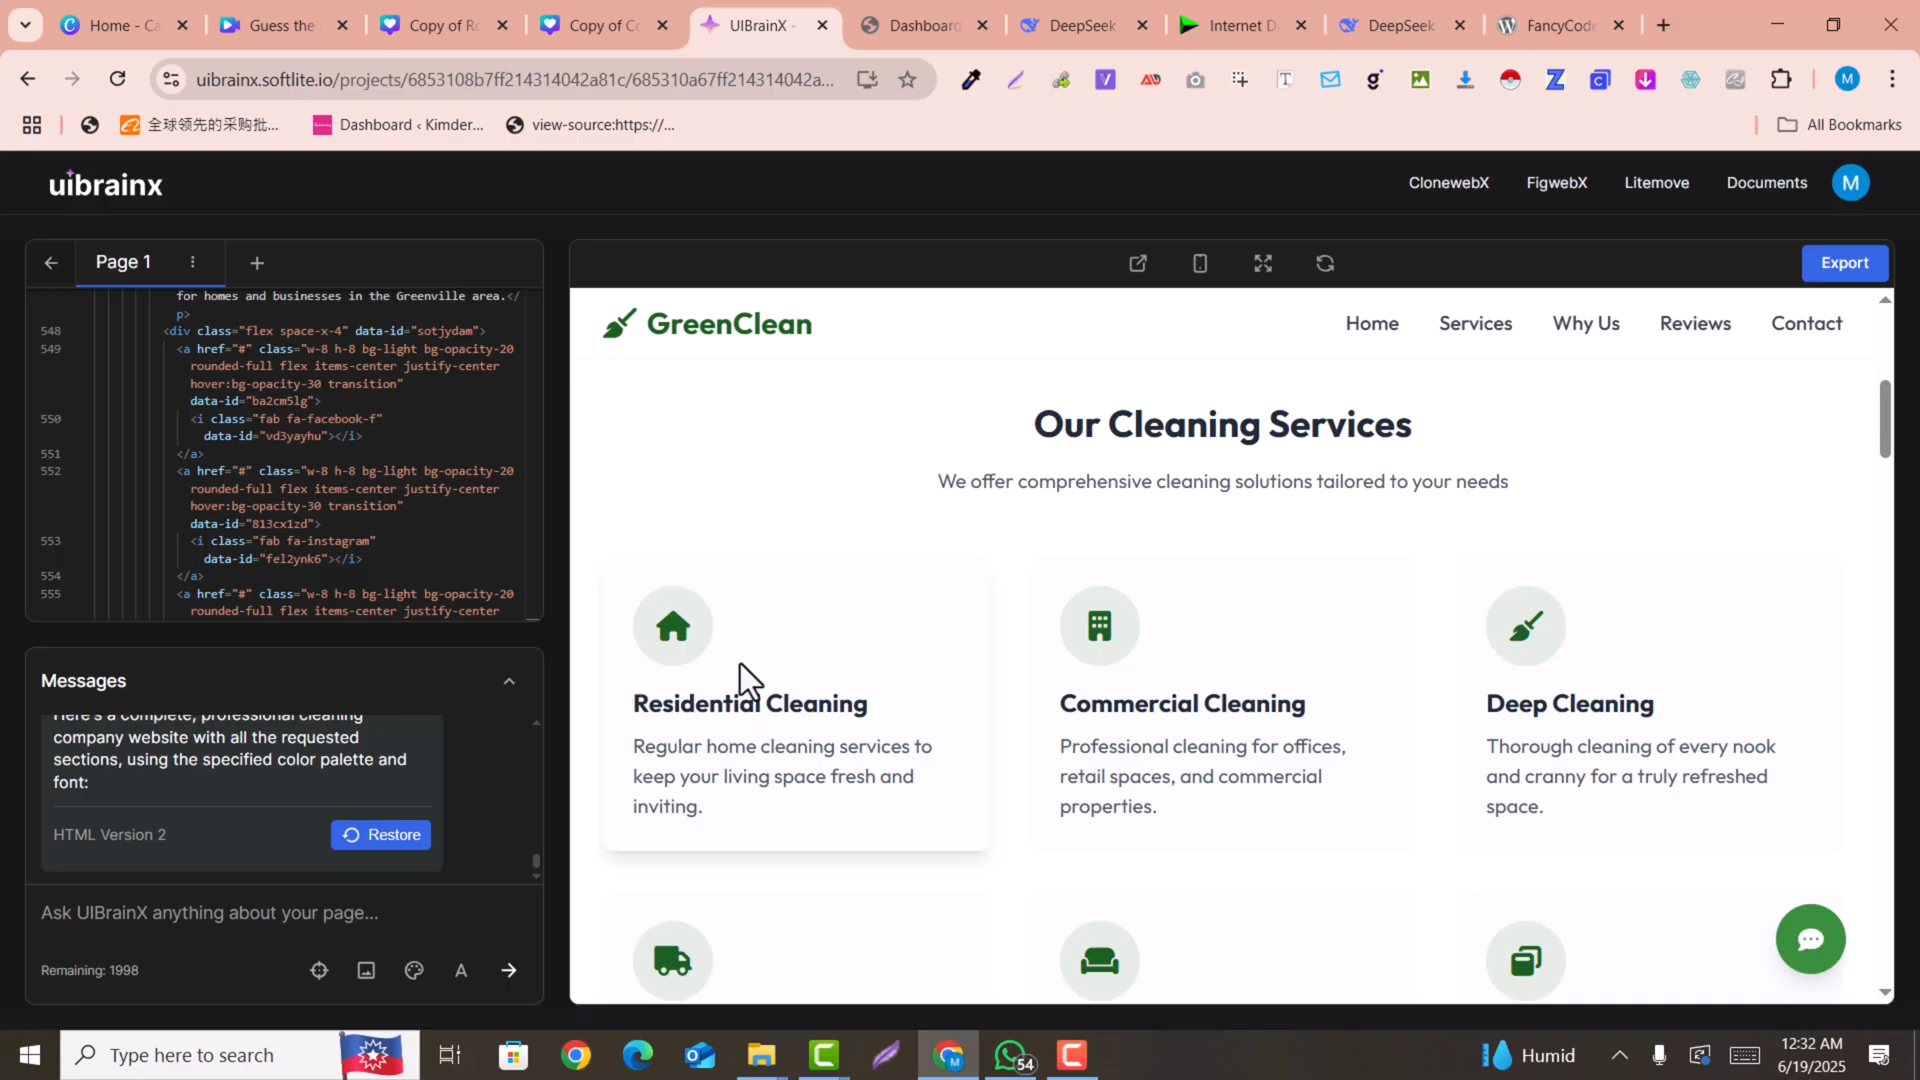 Home - Ca
Guess the
Copy of Ro
Copy of Co
UIBrainX -
Dashboard
DeepSeek
Internet D
DeepSeek
FancyCode
uibrainx.softlite.io/projects/6853108b7ff214314042a81c/685310a67ff214314042a...
M
全球领先的采购批...
Dashboard ‹ Kimder...
view-source:https://...
All Bookmarks
uibrainx
ClonewebX
FigwebX
Litemove
Documents
M
Page 1
Export
for homes and businesses in the Greenville area.</
p>
548 <div class="flex space-x-4" data-id="sotjydam">
549 <a href="#" class="w-8 h-8 bg-light bg-opacity-20
rounded-full flex items-center justify-center
hover:bg-opacity-30 transition"
data-id="ba2cm5lg">
550 <i class="fab fa-facebook-f"
data-id="vd3yayhu"></i>
551 </a>
552 <a href="#" class="w-8 h-8 bg-light bg-opacity-20
rounded-full flex items-center justify-center
hover:bg-opacity-30 transition"
data-id="813cx1zd">
553 <i class="fab fa-instagram"
data-id="fel2ynk6"></i>
554 </a>
555 <a href="#" class="w-8 h-8 bg-light bg-opacity-20
rounded-full flex items-center justify-center
Messages
Here's a complete, professional cleaning
company website with all the requested
sections, using the specified color palette and
font:
HTML Version 2
Restore
Ask UIBrainX anything about your page...
Remaining: 1998
A
GreenClean
Home
Services
Why Us
Reviews
Contact
Our Cleaning Services
We offer comprehensive cleaning solutions tailored to your needs
Residential Cleaning
Regular home cleaning services to
keep your living space fresh and
inviting.
Commercial Cleaning
Professional cleaning for offices,
retail spaces, and commercial
properties.
Deep Cleaning
Thorough cleaning of every nook
and cranny for a truly refreshed
space.
Type here to search
54
Humid
12:32 AM
6/19/2025